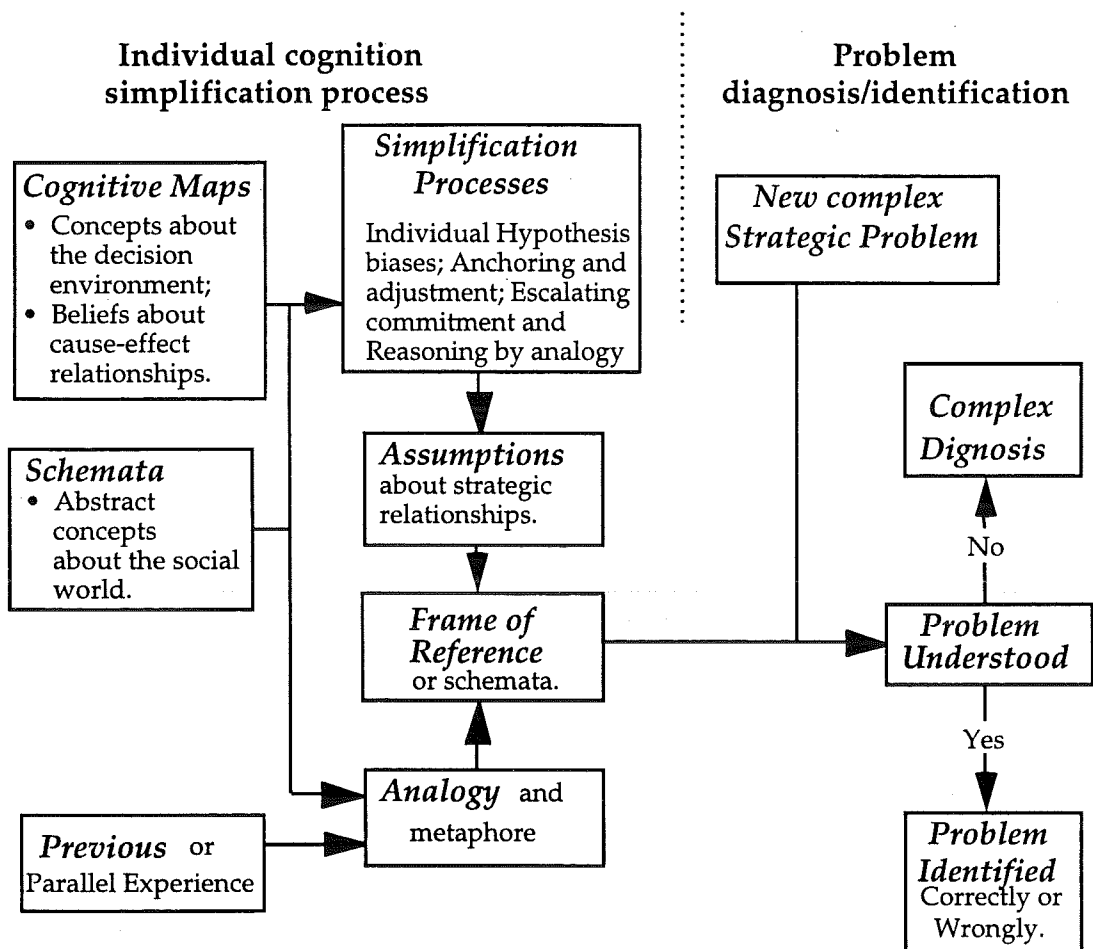 Individual cognition
simplification process
Problem
diagnosis/identification
Cognitive Maps
• Concepts about
the decision
environment;
• Beliefs about
cause-effect
relationships.
Simplification
Processes
Individual Hypothesis
biases; Anchoring and
adjustment; Escalating
commitment and
Reasoning by analogy
New complex
Strategic Problem
Schemata
• Abstract
concepts
about the social
world.
Assumptions
about strategic
relationships.
Complex
Dignosis
No
Frame of
Reference
or schemata.
Problem
Understood
Yes
Analogy and
metaphore
Previous or
Parallel Experience
Problem
Identified
Correctly or
Wrongly.